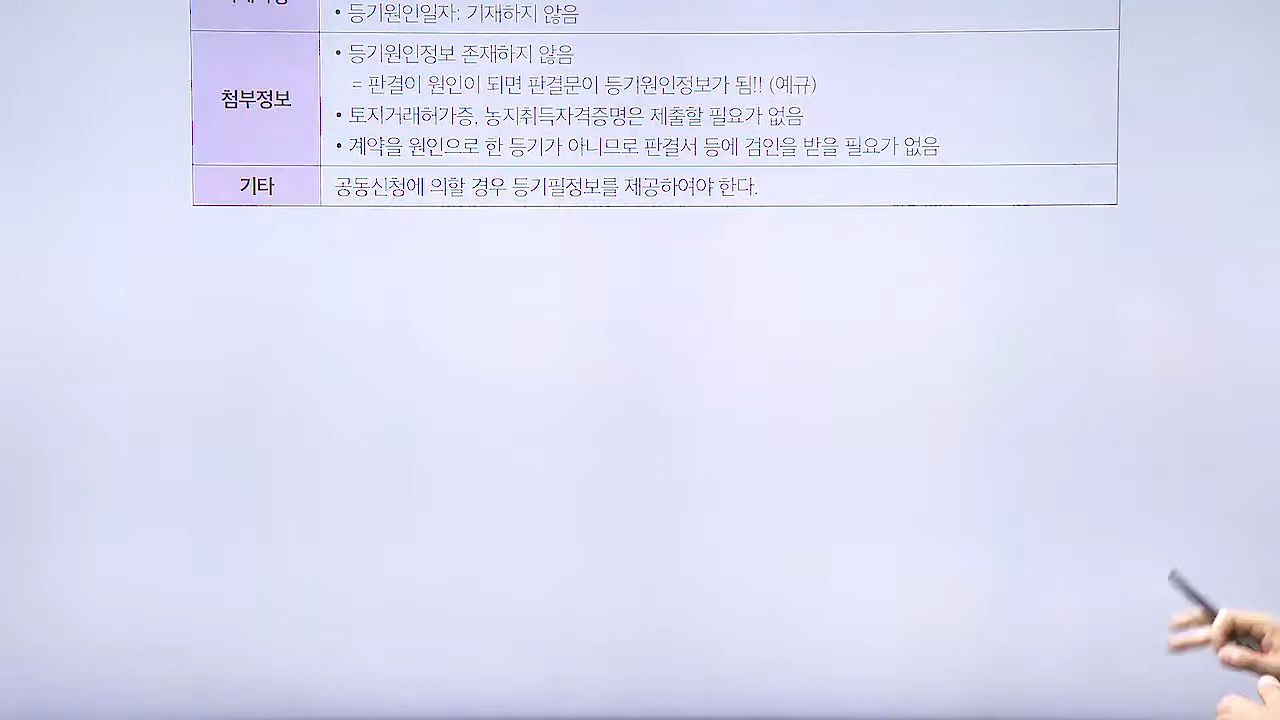 • 등기원인일자: 기재하지 않음
첨부정보
• 등기원인정보 존재하지 않음
= 판결이 원인이 되면 판결문이 등기원인정보가 됨!! (예규)
• 토지거래허가증, 농지취득자격증명은 제출할 필요가 없음
• 계약을 원인으로 한 등기가 아니므로 판결서 등에 검인을 받을 필요가 없음
기타
공동신청에 의할 경우 등기필정보를 제공하여야 한다.